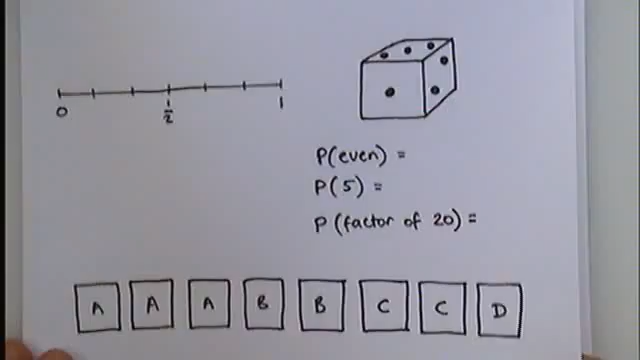 0 1/2 1
P(even) =
P(5) =
P(factor of 20) =
A A A B B C C D